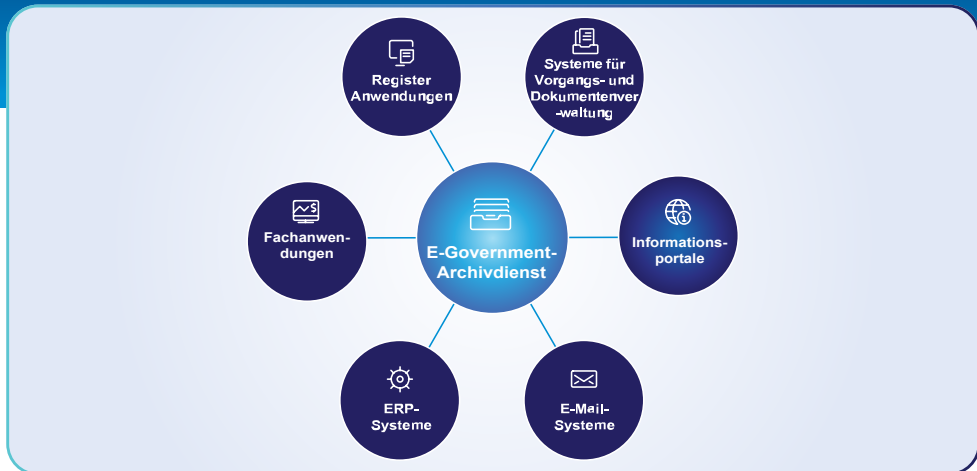 Register
Anwendungen
Systeme für
Vorgangs- und
Dokumentenver
-waltung
Fachanwen-
dungen
E-Government-
Archivdienst
Informations-
portale
ERP-
Systeme
E-Mail-
Systeme